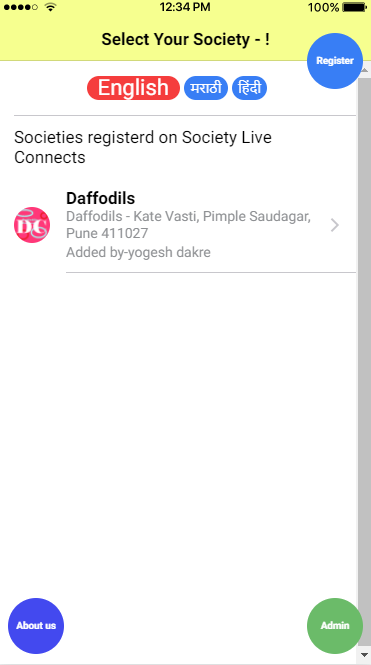 12:34 PM
100%
Select Your Society - !
Register
English मराठी हिंदी
Societies registerd on Society Live
Connects
DC
Daffodils
Daffodils - Kate Vasti, Pimple Saudagar,
Pune 411027
Added by-yogesh dakre
About us
Admin